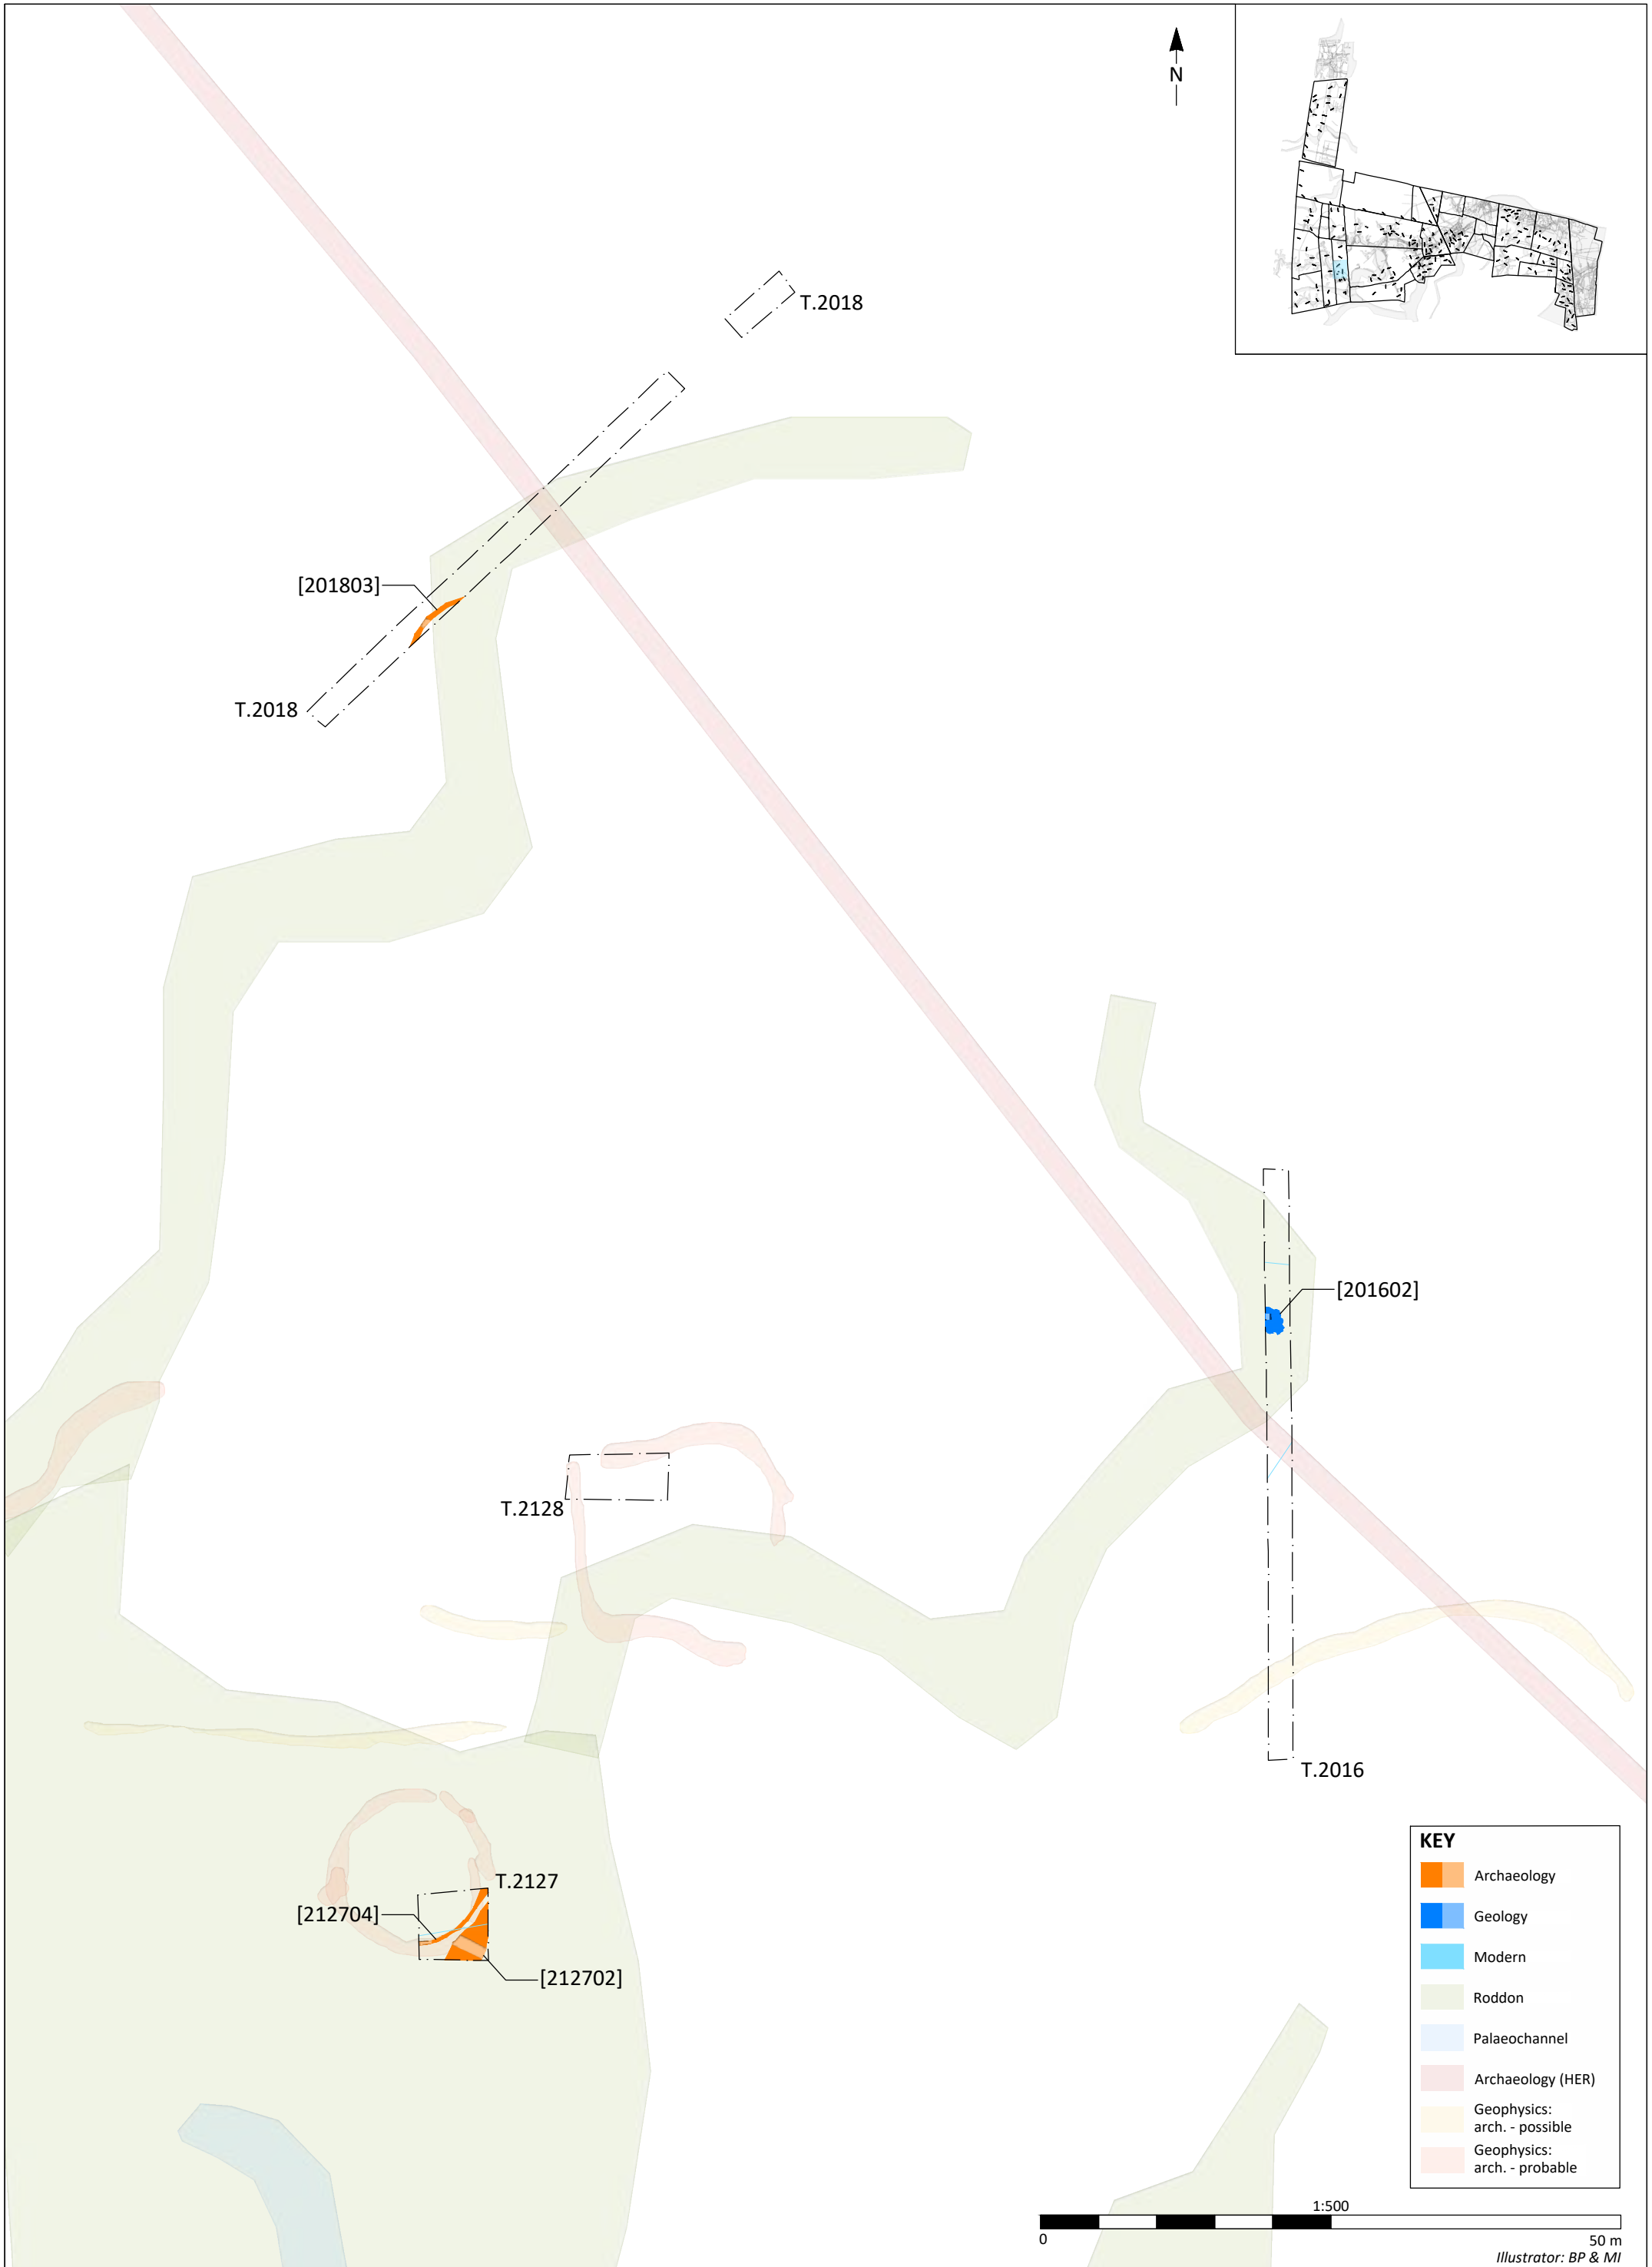 N
T.2018
[201803]
T.2018
[201602]
T.2128
T.2016
T.2127
[212704]
[212702]
KEY
Archaeology
Geology
Modern
Roddon
Palaeochannel
Archaeology (HER)
Geophysics:
arch. - possible
Geophysics:
arch. - probable
1:500
0
50 m
Illustrator: BP & MI